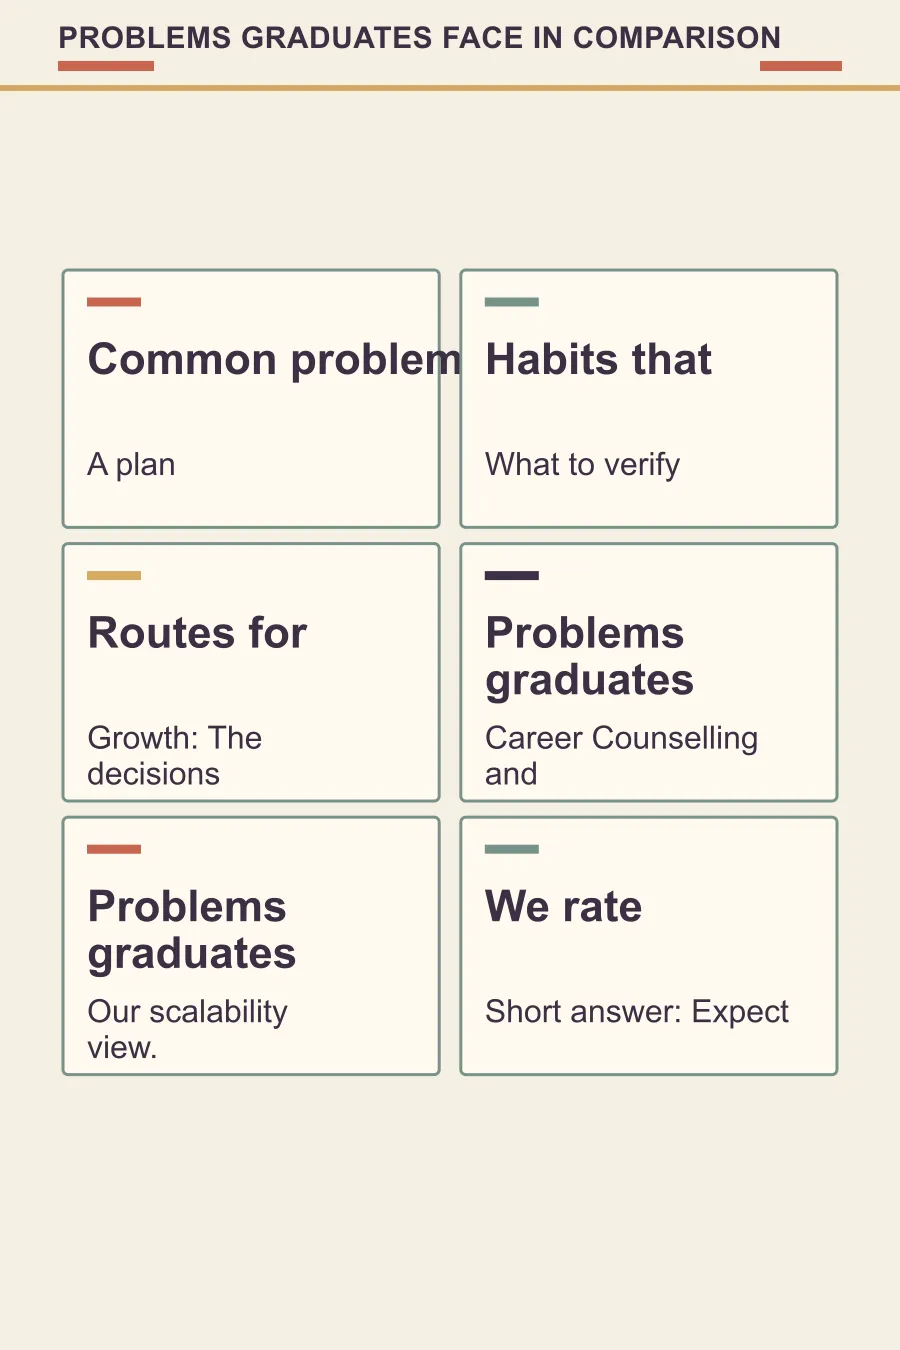 PROBLEMS GRADUATES FACE IN COMPARISON
Common problem
A plan
Habits that
What to verify
Routes for
Growth: The
decisions
Problems
graduates
Career Counselling
and
Problems
graduates
Our scalability
view.
We rate
Short answer: Expect